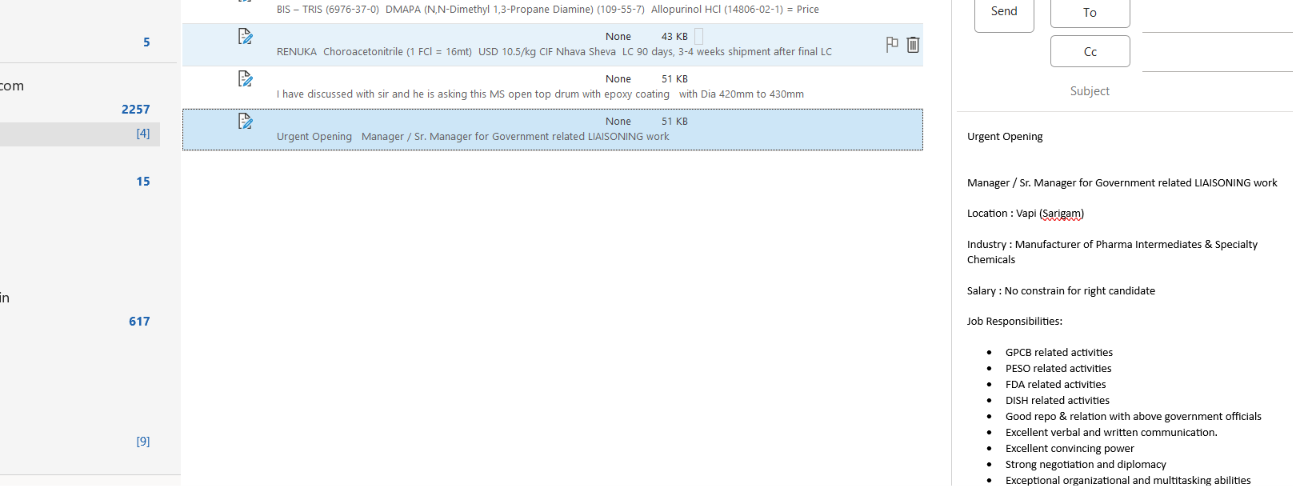 5
com
2257
[4]
15
in
617
[9]
BIS – TRIS (6976-37-0) DMAPA (N,N-Dimethyl 1,3-Propane Diamine) (109-55-7) Allopurinol HCl (14806-02-1) = Price
None 43 KB
RENUKA Choroacetonitrile (1 FCl = 16mt) USD 10.5/kg CIF Nhava Sheva LC 90 days, 3-4 weeks shipment after final LC
None 51 KB
I have discussed with sir and he is asking this MS open top drum with epoxy coating with Dia 420mm to 430mm
None 51 KB
Urgent Opening Manager / Sr. Manager for Government related LIAISONING work
Send
To
Cc
Subject
Urgent Opening
Manager / Sr. Manager for Government related LIAISONING work
Location : Vapi (Sarigam)
Industry : Manufacturer of Pharma Intermediates & Specialty
Chemicals
Salary : No constrain for right candidate
Job Responsibilities:
• GPCB related activities
• PESO related activities
• FDA related activities
• DISH related activities
• Good repo & relation with above government officials
• Excellent verbal and written communication.
• Excellent convincing power
• Strong negotiation and diplomacy
• Exceptional organizational and multitasking abilities